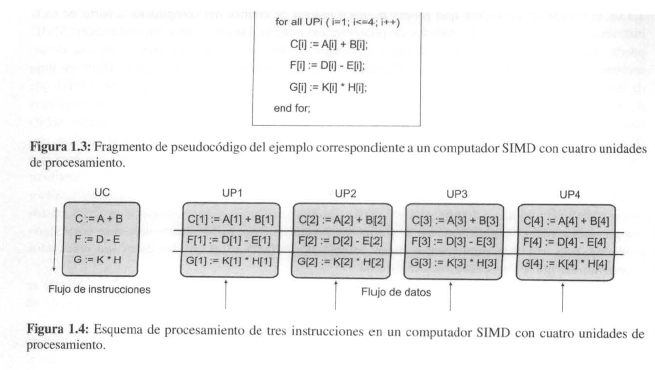 for all UPi ( i=1; i<=4; i++)
C[i] := A[i] + B[i];
F[i] := D[i] - E[i];
G[i] := K[i] * H[i];
end for;
Figura 1.3: Fragmento de pseudocódigo del ejemplo correspondiente a un computador SIMD con cuatro unidades
de procesamiento.
UC UP1 UP2 UP3 UP4
C := A + B C[1] := A[1] + B[1] C[2] := A[2] + B[2] C[3] := A[3] + B[3] C[4] := A[4] + B[4]
F := D - E F[1] := D[1] - E[1] F[2] := D[2] - E[2] F[3] := D[3] - E[3] F[4] := D[4] - E[4]
G := K * H G[1] := K[1] * H[1] G[2] := K[2] * H[2] G[3] := K[3] * H[3] G[4] := K[4] * H[4]
Flujo de instrucciones Flujo de datos
Figura 1.4: Esquema de procesamiento de tres instrucciones en un computador SIMD con cuatro unidades de
procesamiento.